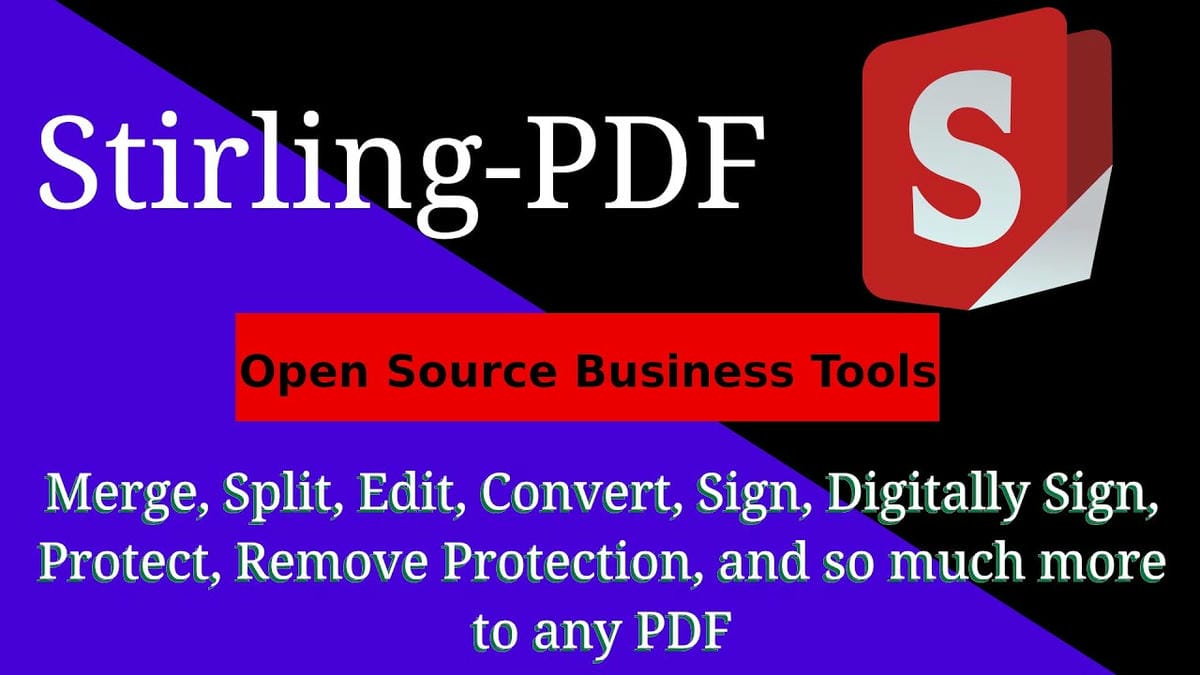 Stirling-PDF
S
Open Source Business Tools
Merge, Split, Edit, Convert, Sign, Digitally Sign,
Protect, Remove Protection, and so much more
to any PDF